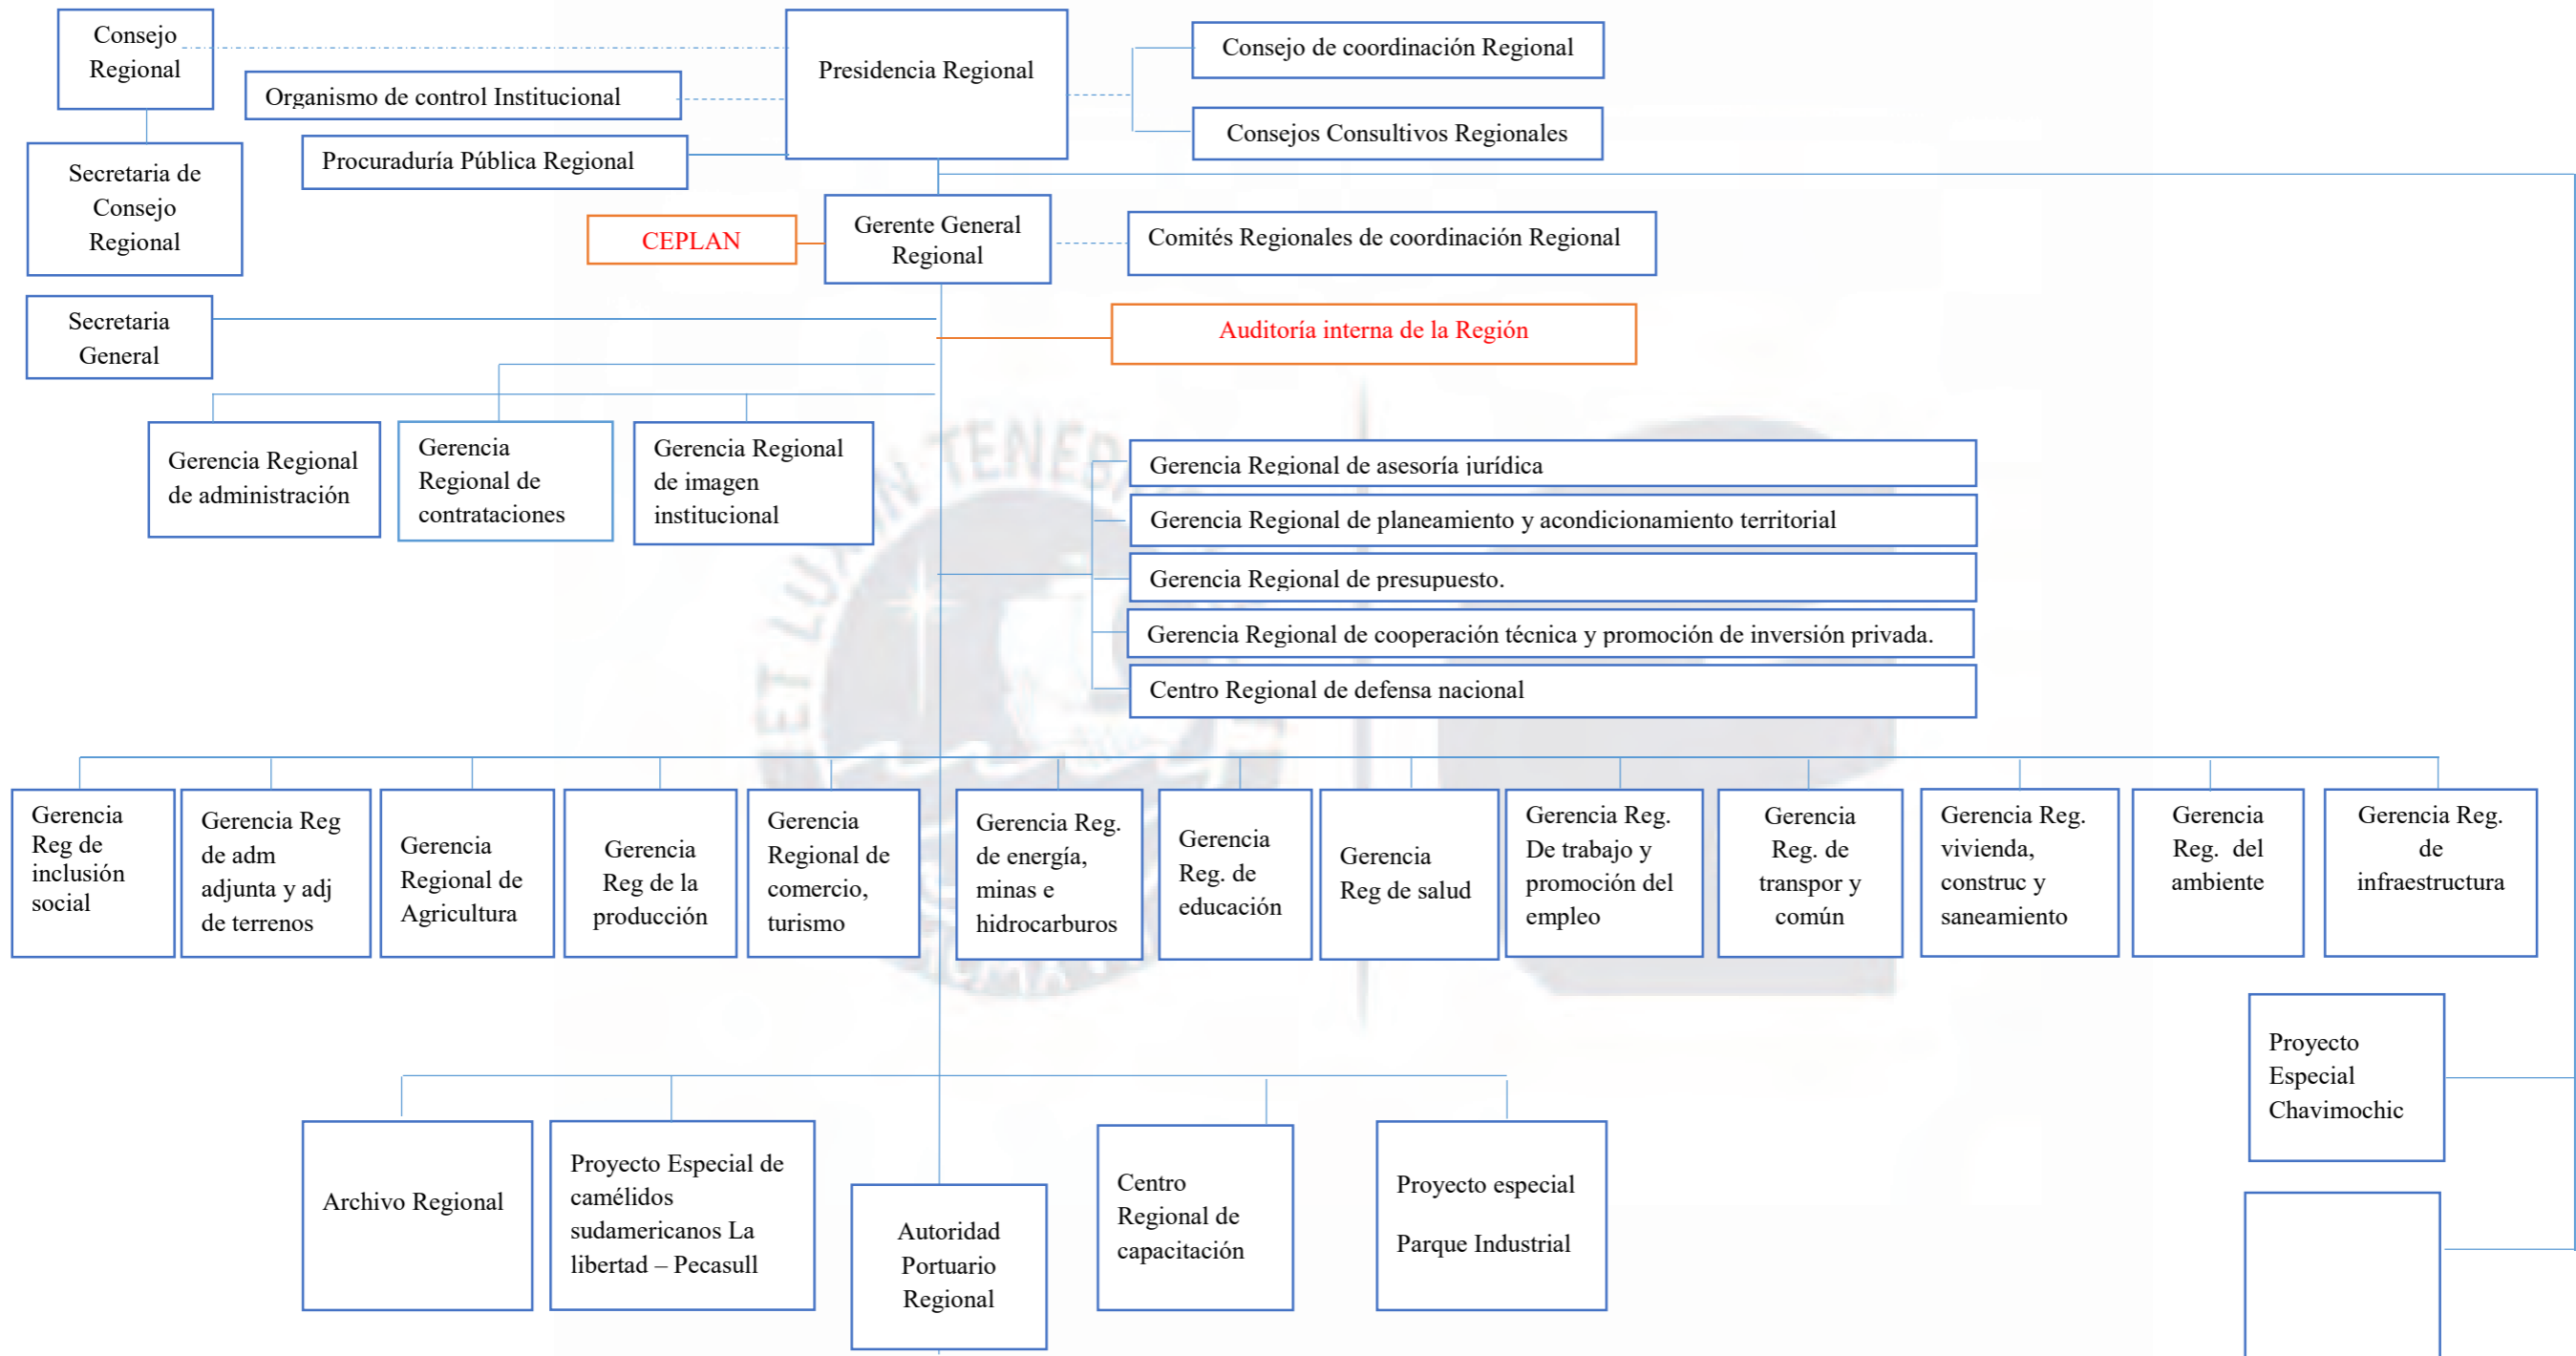 Consejo
Regional
Presidencia Regional
Consejo de coordinación Regional
Organismo de control Institucional
Consejos Consultivos Regionales
Procuraduría Pública Regional
Secretaria de
Consejo
Regional
CEPLAN
Gerente General
Regional
Comités Regionales de coordinación Regional
Secretaria
General
Auditoría interna de la Región
Gerencia Regional
de administración
Gerencia
Regional de
contrataciones
Gerencia Regional
de imagen
institucional
Gerencia Regional de asesoría jurídica
Gerencia Regional de planeamiento y acondicionamiento territorial
Gerencia Regional de presupuesto.
Gerencia Regional de cooperación técnica y promoción de inversión privada.
Centro Regional de defensa nacional
ET LUX IN TENEB
Gerencia
Reg de
inclusión
social
Gerencia Reg
de adm
adjunta y adj
de terrenos
Gerencia
Regional de
Agricultura
Gerencia
Reg de la
producción
Gerencia
Regional de
comercio,
turismo
Gerencia Reg.
de energía,
minas e
hidrocarburos
Gerencia
Reg. de
educación
Gerencia
Reg de salud
Gerencia Reg.
De trabajo y
promoción del
empleo
Gerencia
Reg. de
transpor y
común
Gerencia Reg.
vivienda,
construc y
saneamiento
Gerencia
Reg. del
ambiente
Gerencia Reg.
de
infraestructura
Proyecto
Especial
Chavimochic
Archivo Regional
Proyecto Especial de
camélidos
sudamericanos La
libertad – Pecasull
Autoridad
Portuario
Regional
Centro
Regional de
capacitación
Proyecto especial
Parque Industrial